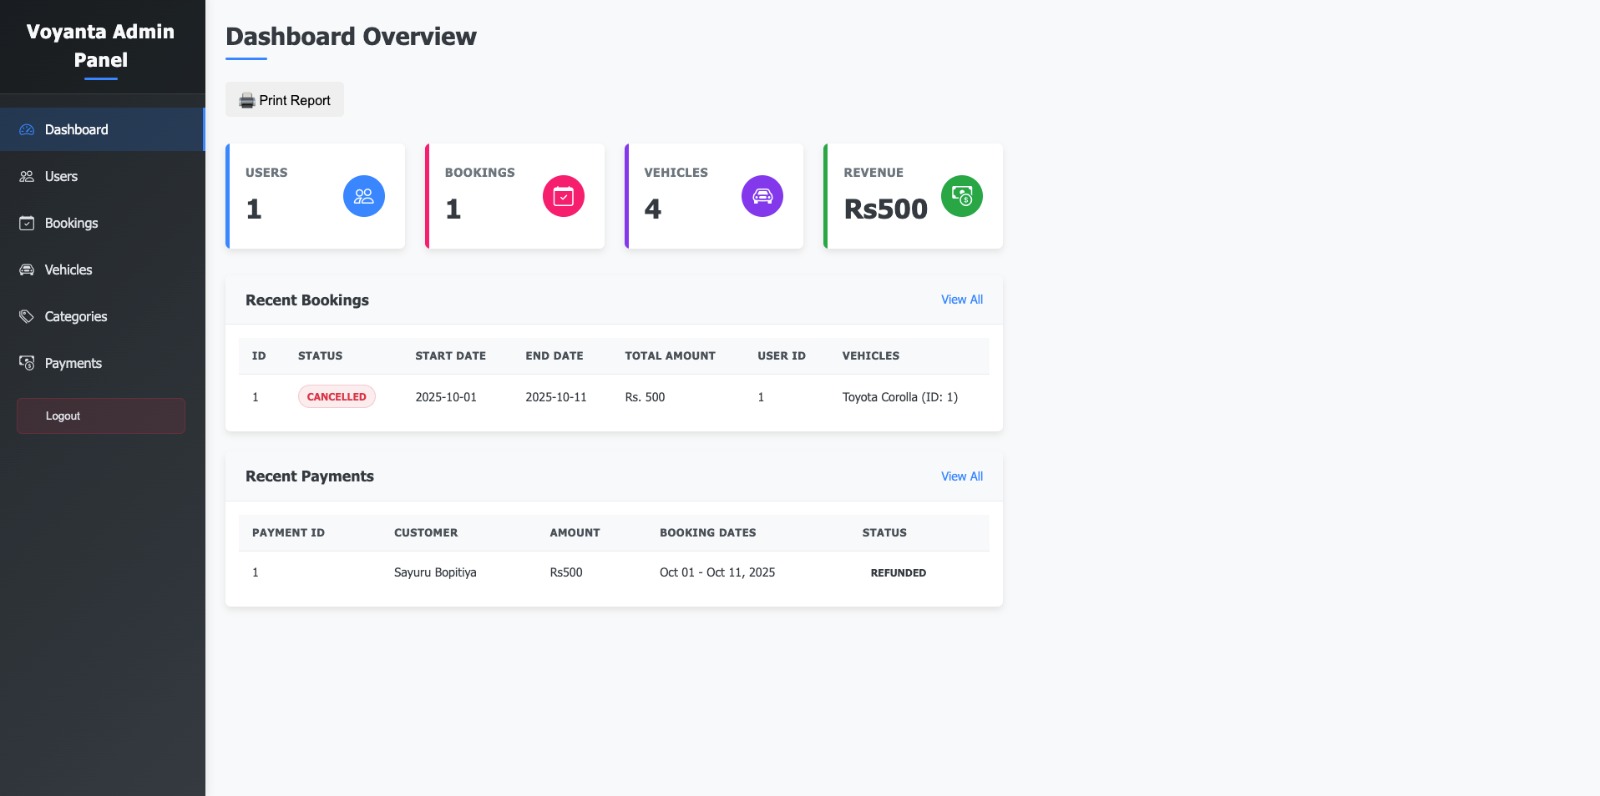 Voyanta Admin
Panel
Dashboard
Users
Bookings
Vehicles
Categories
Payments
Logout
Dashboard Overview
Print Report
USERS
1
BOOKINGS
1
VEHICLES
4
REVENUE
Rs500
Recent Bookings View All
ID STATUS START DATE END DATE TOTAL AMOUNT USER ID VEHICLES
1 CANCELLED 2025-10-01 2025-10-11 Rs. 500 1 Toyota Corolla (ID: 1)
Recent Payments View All
PAYMENT ID CUSTOMER AMOUNT BOOKING DATES STATUS
1 Sayuru Bopitiya Rs500 Oct 01 - Oct 11, 2025 REFUNDED